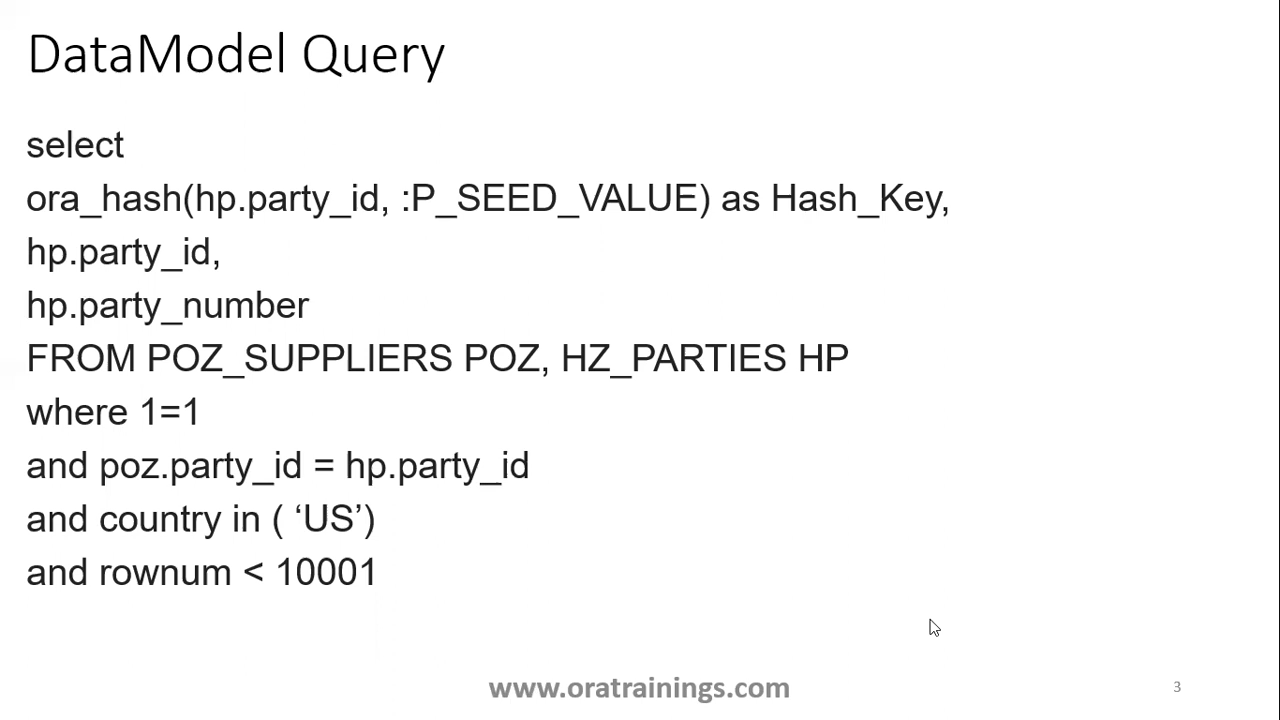 DataModel Query
select
ora_hash(hp.party_id, :P_SEED_VALUE) as Hash_Key,
hp.party_id,
hp.party_number
FROM POZ_SUPPLIERS POZ, HZ_PARTIES HP
where 1=1
and poz.party_id = hp.party_id
and country in ( ‘US’)
and rownum < 10001
www.oratrainings.com
3